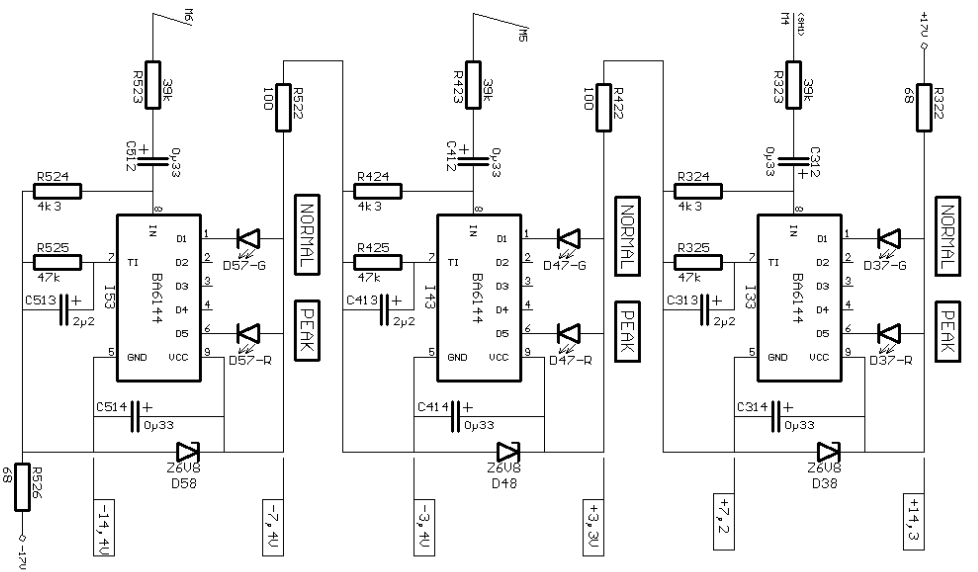 M6
R523
39k
C512
0µ33
R522
100
R524
4k3
R525
47k
C513
2µ2
8
IN
7
TI
BA6144
I53
D1
1
D2
2
D3
3
D4
4
D5
6
GND
5
VCC
9
D57-G
D57-R
NORMAL
PEAK
C514
0µ33
Z6V8
D58
R526
68
-17V
-14,4V
-7,4V
M5
R423
39k
C412
0µ33
R422
100
R424
4k3
R425
47k
C413
2µ2
8
IN
7
TI
BA6144
I43
D1
1
D2
2
D3
3
D4
4
D5
6
GND
5
VCC
9
D47-G
D47-R
NORMAL
PEAK
C414
0µ33
Z6V8
D48
-3,4V
+3,3V
(SH1)
M4
R323
39k
C312
0µ33
+17V
R322
68
R324
4k3
R325
47k
C313
2µ2
8
IN
7
TI
BA6144
I33
D1
1
D2
2
D3
3
D4
4
D5
6
GND
5
VCC
9
D37-G
D37-R
NORMAL
PEAK
C314
0µ33
Z6V8
D38
+7,2
+14,3